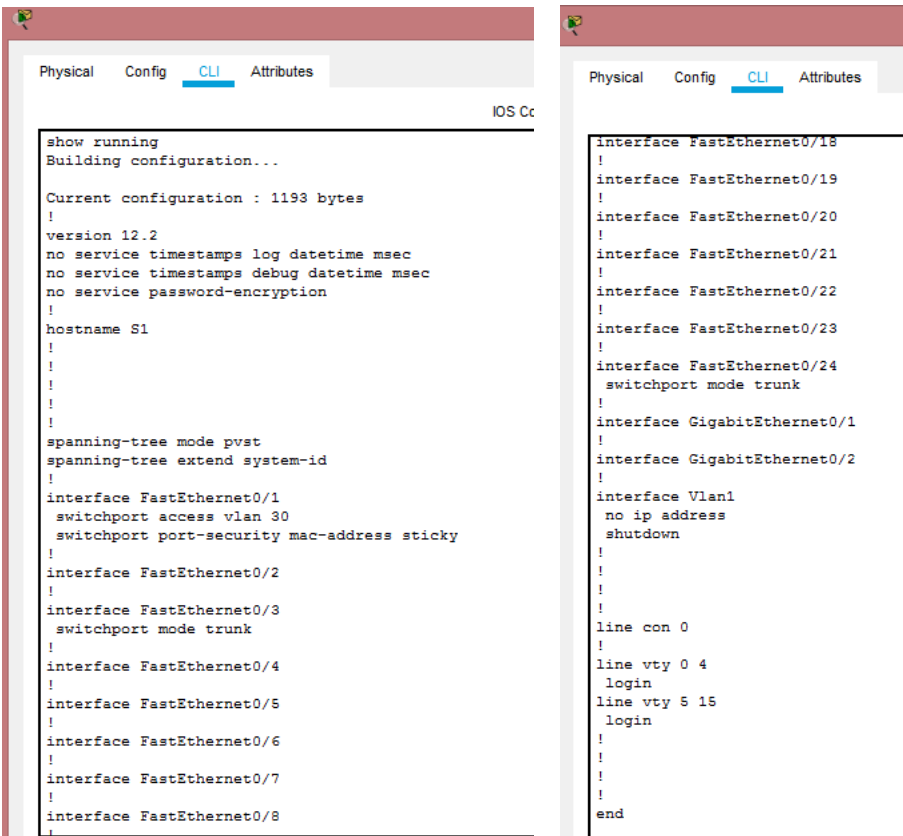 Physical Config CLI Attributes
IOS Co
show running
Building configuration...
Current configuration : 1193 bytes
!
version 12.2
no service timestamps log datetime msec
no service timestamps debug datetime msec
no service password-encryption
!
hostname S1
!
!
!
!
!
spanning-tree mode pvst
spanning-tree extend system-id
!
interface FastEthernet0/1
switchport access vlan 30
switchport port-security mac-address sticky
!
interface FastEthernet0/2
!
interface FastEthernet0/3
switchport mode trunk
!
interface FastEthernet0/4
!
interface FastEthernet0/5
!
interface FastEthernet0/6
!
interface FastEthernet0/7
!
interface FastEthernet0/8
!
Physical Config CLI Attributes
interface FastEthernet0/18
!
interface FastEthernet0/19
!
interface FastEthernet0/20
!
interface FastEthernet0/21
!
interface FastEthernet0/22
!
interface FastEthernet0/23
!
interface FastEthernet0/24
switchport mode trunk
!
interface GigabitEthernet0/1
!
interface GigabitEthernet0/2
!
interface Vlan1
no ip address
shutdown
!
!
!
!
line con 0
!
line vty 0 4
login
line vty 5 15
login
!
!
!
!
end